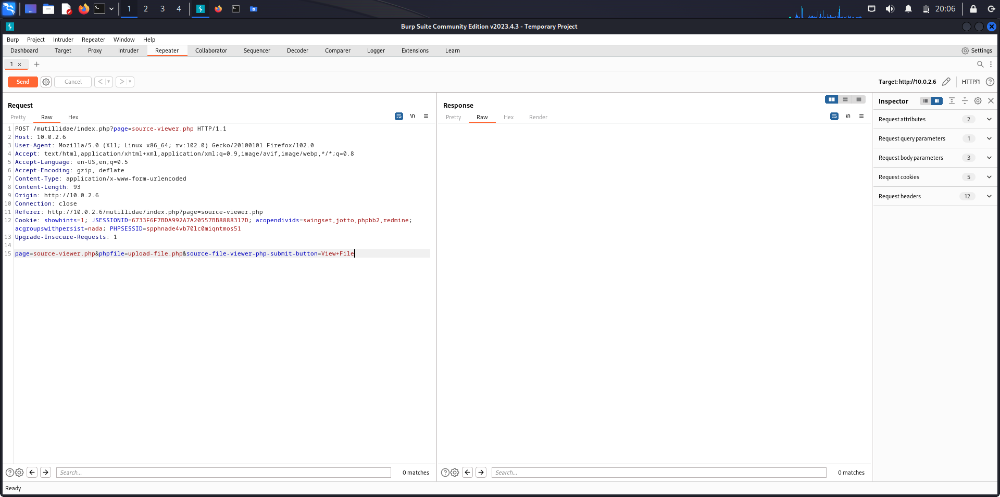 1 2 3 4 20:06
Burp Suite Community Edition v2023.4.3 - Temporary Project
Burp Project Intruder Repeater Window Help
Dashboard Target Proxy Intruder Repeater Collaborator Sequencer Decoder Comparer Logger Extensions Learn Settings
1 × +
Send Cancel < > Target: http://10.0.2.6 HTTP/1
Request
Pretty Raw Hex \n
1 POST /mutillidae/index.php?page=source-viewer.php HTTP/1.1
2 Host: 10.0.2.6
3 User-Agent: Mozilla/5.0 (X11; Linux x86_64; rv:102.0) Gecko/20100101 Firefox/102.0
4 Accept: text/html,application/xhtml+xml,application/xml;q=0.9,image/avif,image/webp,*/*;q=0.8
5 Accept-Language: en-US,en;q=0.5
6 Accept-Encoding: gzip, deflate
7 Content-Type: application/x-www-form-urlencoded
8 Content-Length: 93
9 Origin: http://10.0.2.6
10 Connection: close
11 Referer: http://10.0.2.6/mutillidae/index.php?page=source-viewer.php
12 Cookie: showhints=1; JSESSIONID=6733F6F7BDA992A7A20557BB8888317D; acopendivids=swingset,jotto,phpbb2,redmine;
acgroupswithpersist=nada; PHPSESSID=spphnade4vb70lc0miqntmos51
13 Upgrade-Insecure-Requests: 1
14
15 page=source-viewer.php&phpfile=upload-file.php&source-file-viewer-php-submit-button=View+File
Search... 0 matches
Response
Pretty Raw Hex Render \n
Search... 0 matches
Inspector
Request attributes 2
Request query parameters 1
Request body parameters 3
Request cookies 5
Request headers 12
Ready